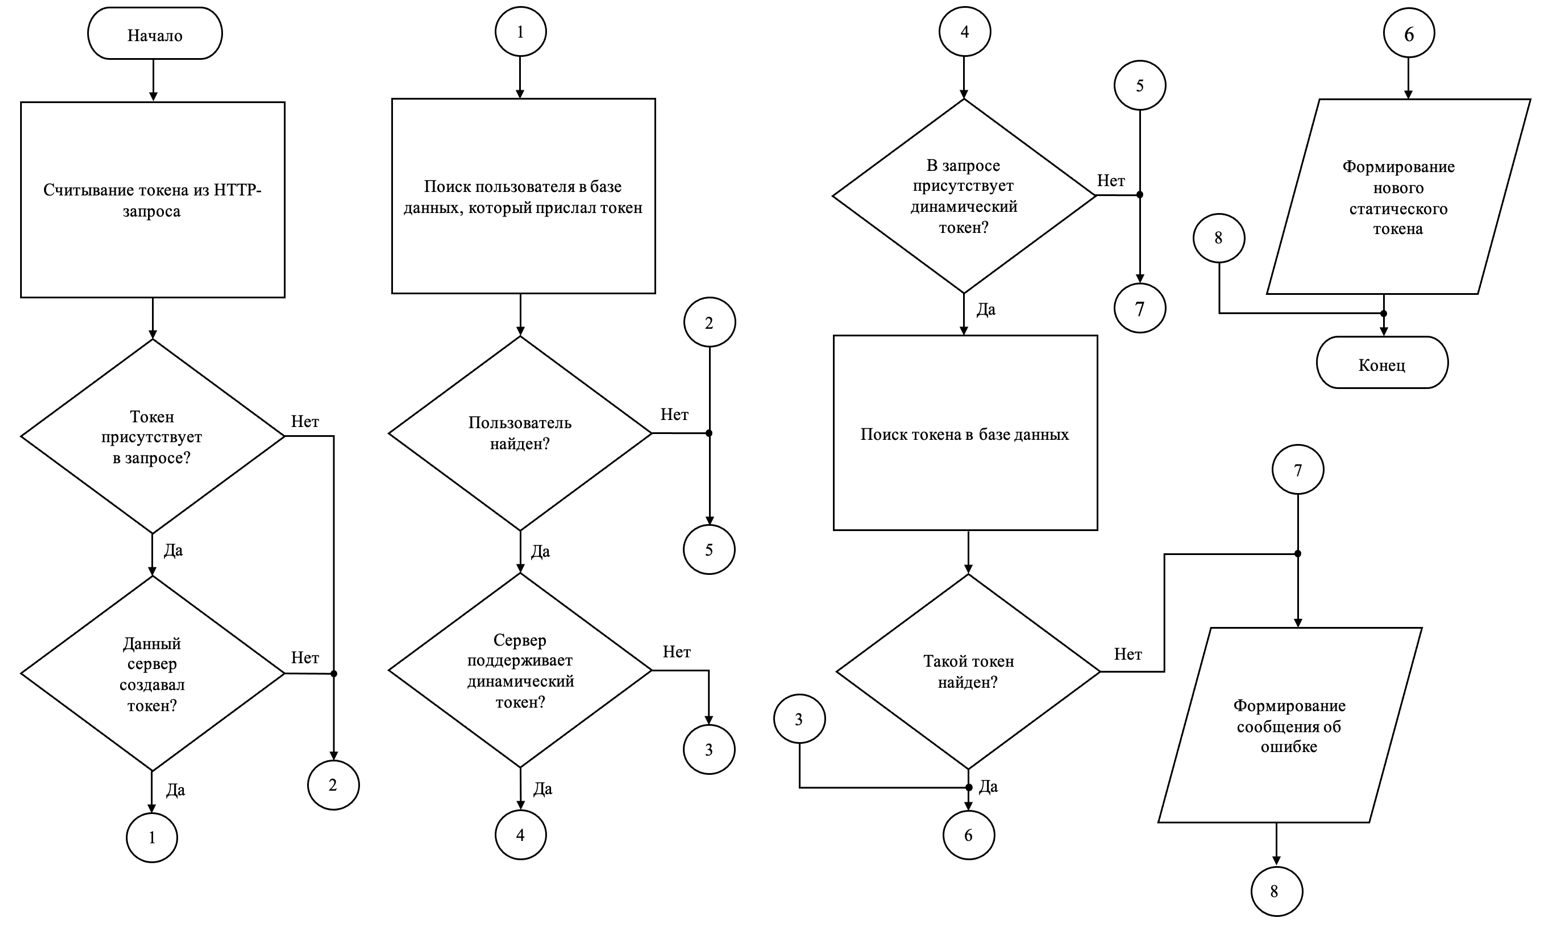 Начало
Считывание токена из HTTP-
запроса
Токен
присутствует
в запросе?
Нет
Да
Данный
сервер
создавал
токен?
Нет
Да
2
1
1
Поиск пользователя в базе
данных, который прислал токен
2
Пользователь
найден?
Нет
Да
5
Сервер
поддерживает
динамический
токен?
Нет
Да
3
4
4
5
В запросе
присутствует
динамический
токен?
Нет
Да
7
Поиск токена в базе данных
Такой токен
найден?
Нет
3
Да
6
6
Формирование
нового
статического
токена
8
Конец
7
Формирование
сообщения об
ошибке
8